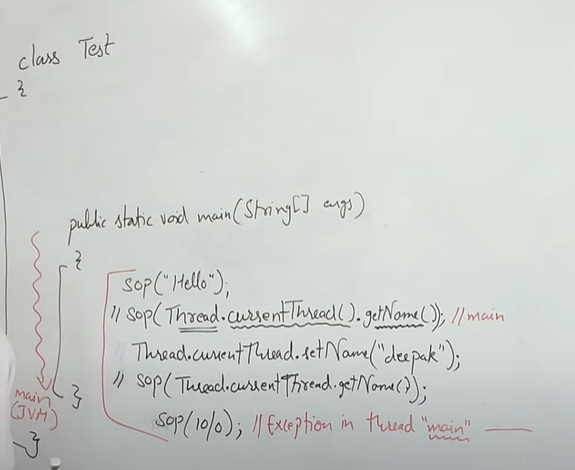 class Test
{
public static void main(String[] args)
{
SOP("Hello");
// SOP(Thread.currentThread().getName()); // main
Thread.currentThread.setName("deepak");
// SOP(Thread.currentThread.getName());
SOP(10/0); // Exception in thread "main"
}
main
(JVM)
}